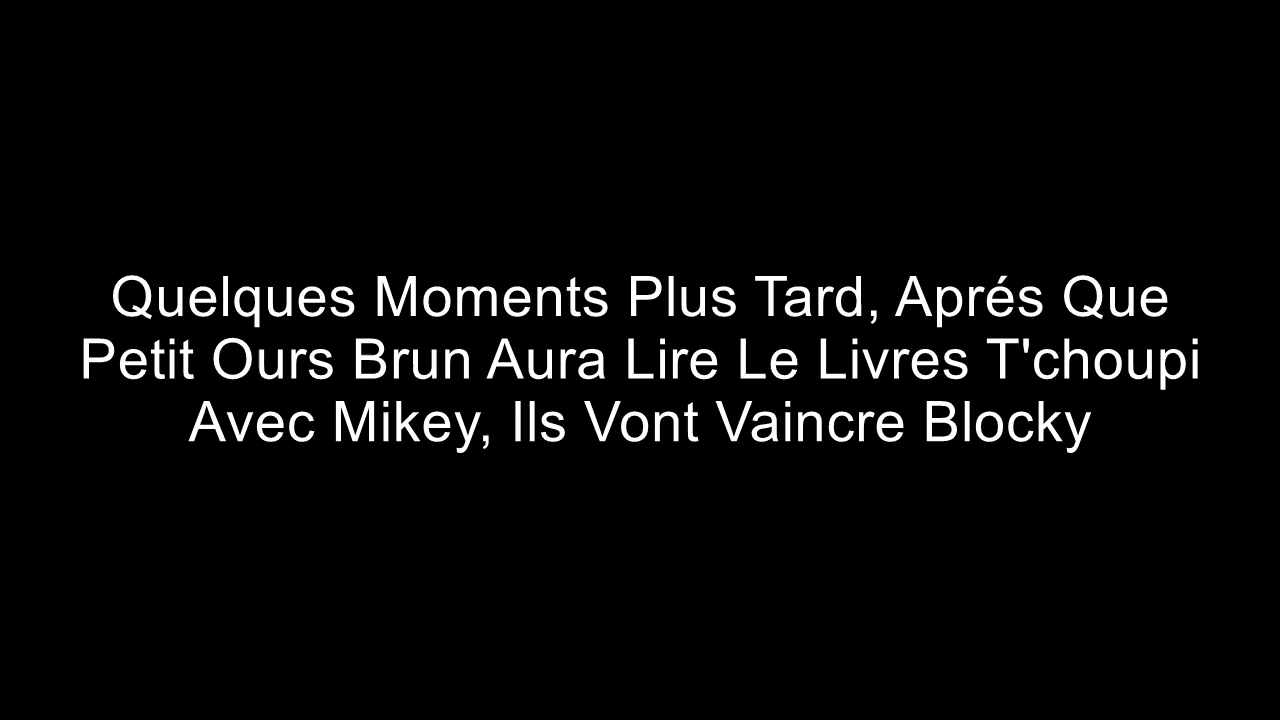 Quelques Moments Plus Tard, Aprés Que
Petit Ours Brun Aura Lire Le Livres T'choupi
Avec Mikey, Ils Vont Vaincre Blocky